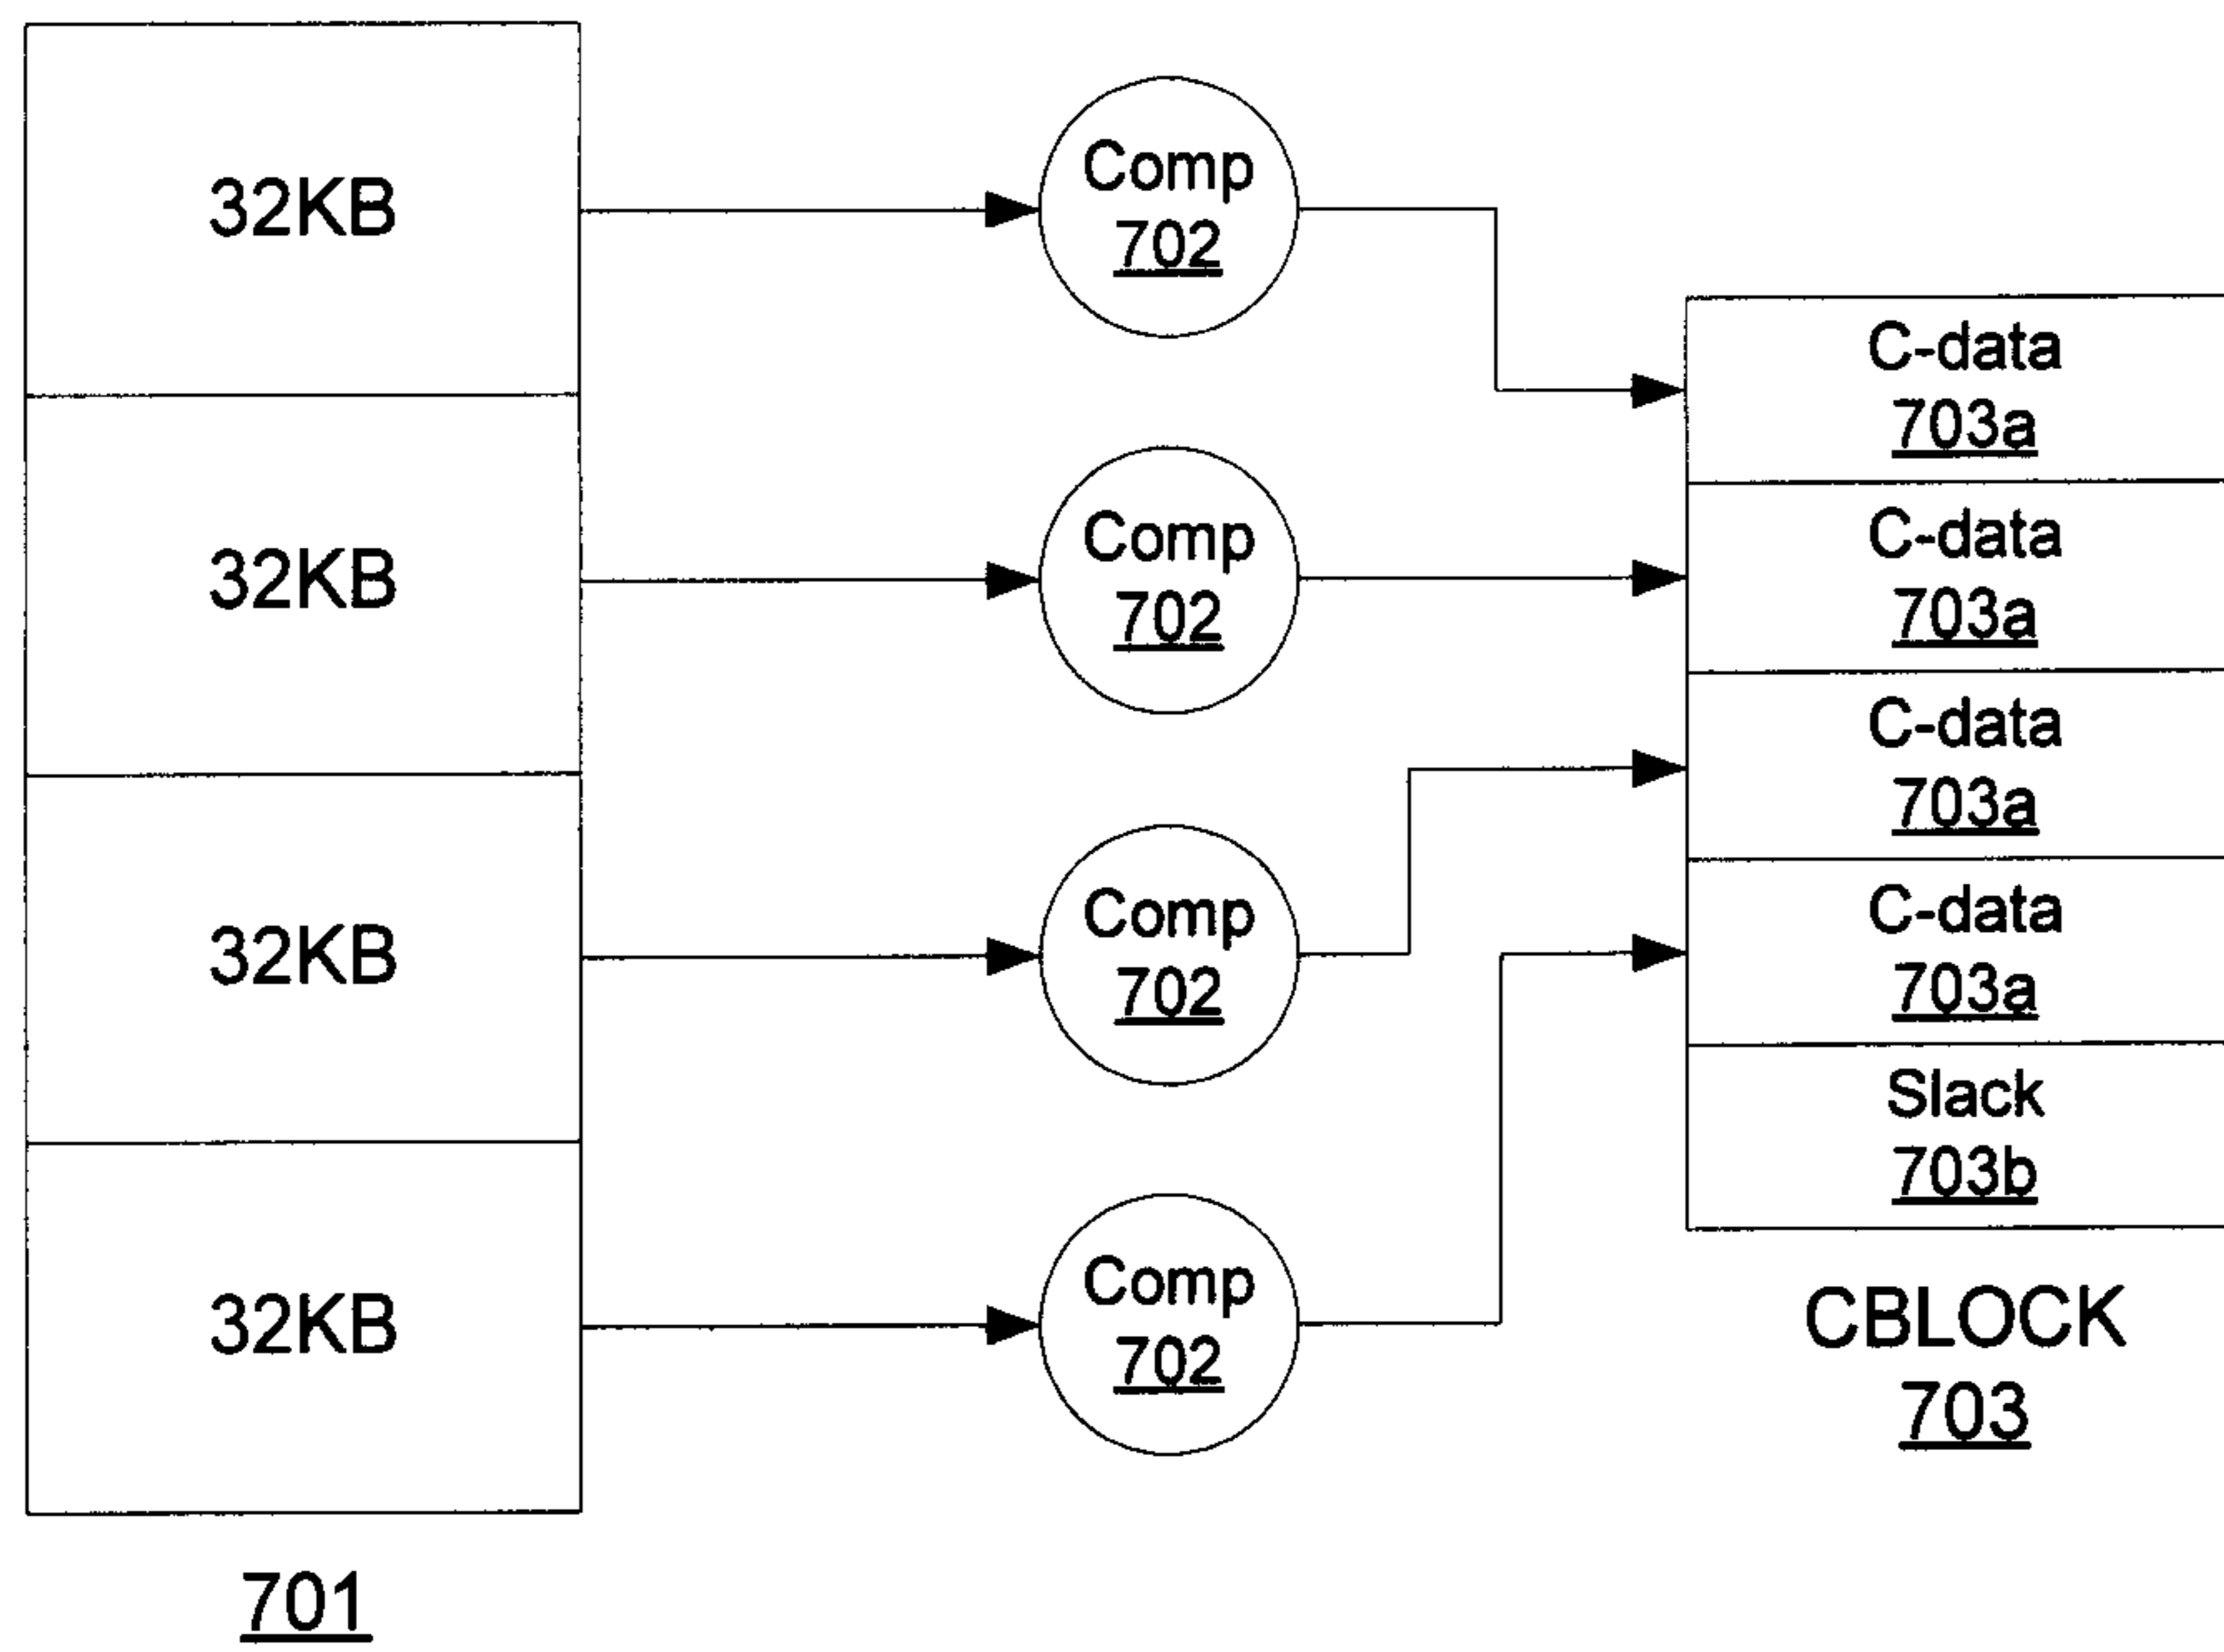 32KB
32KB
32KB
32KB
701
Comp
702
Comp
702
Comp
702
Comp
702
C-data
703a
C-data
703a
C-data
703a
C-data
703a
Slack
703b
CBLOCK
703